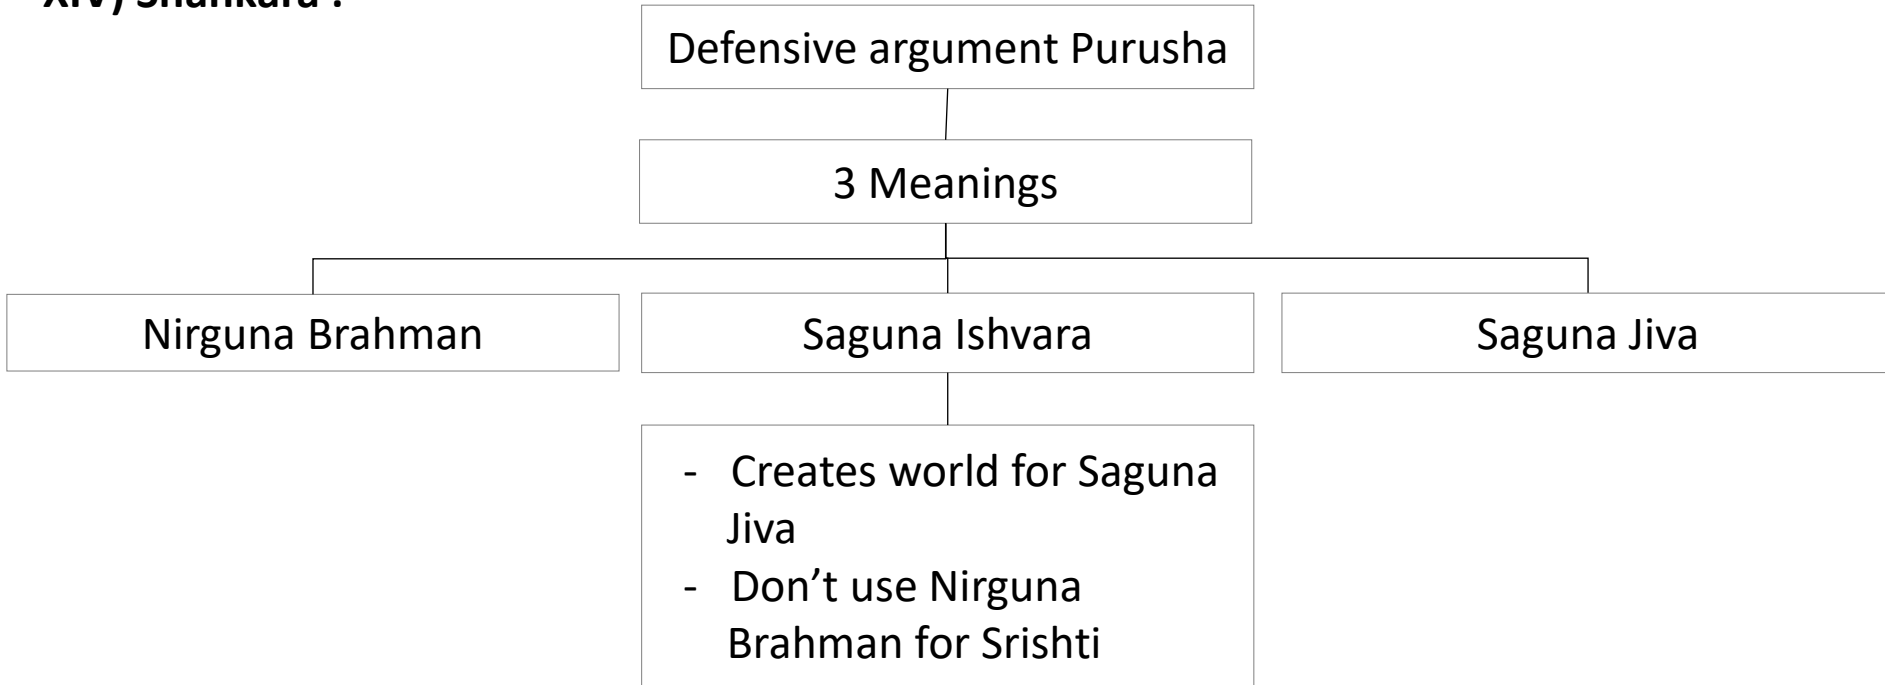 XIV) Shankara :
Defensive argument Purusha
3 Meanings
Nirguna Brahman
Saguna Ishvara
Saguna Jiva
- Creates world for Saguna
Jiva
- Don’t use Nirguna
Brahman for Srishti